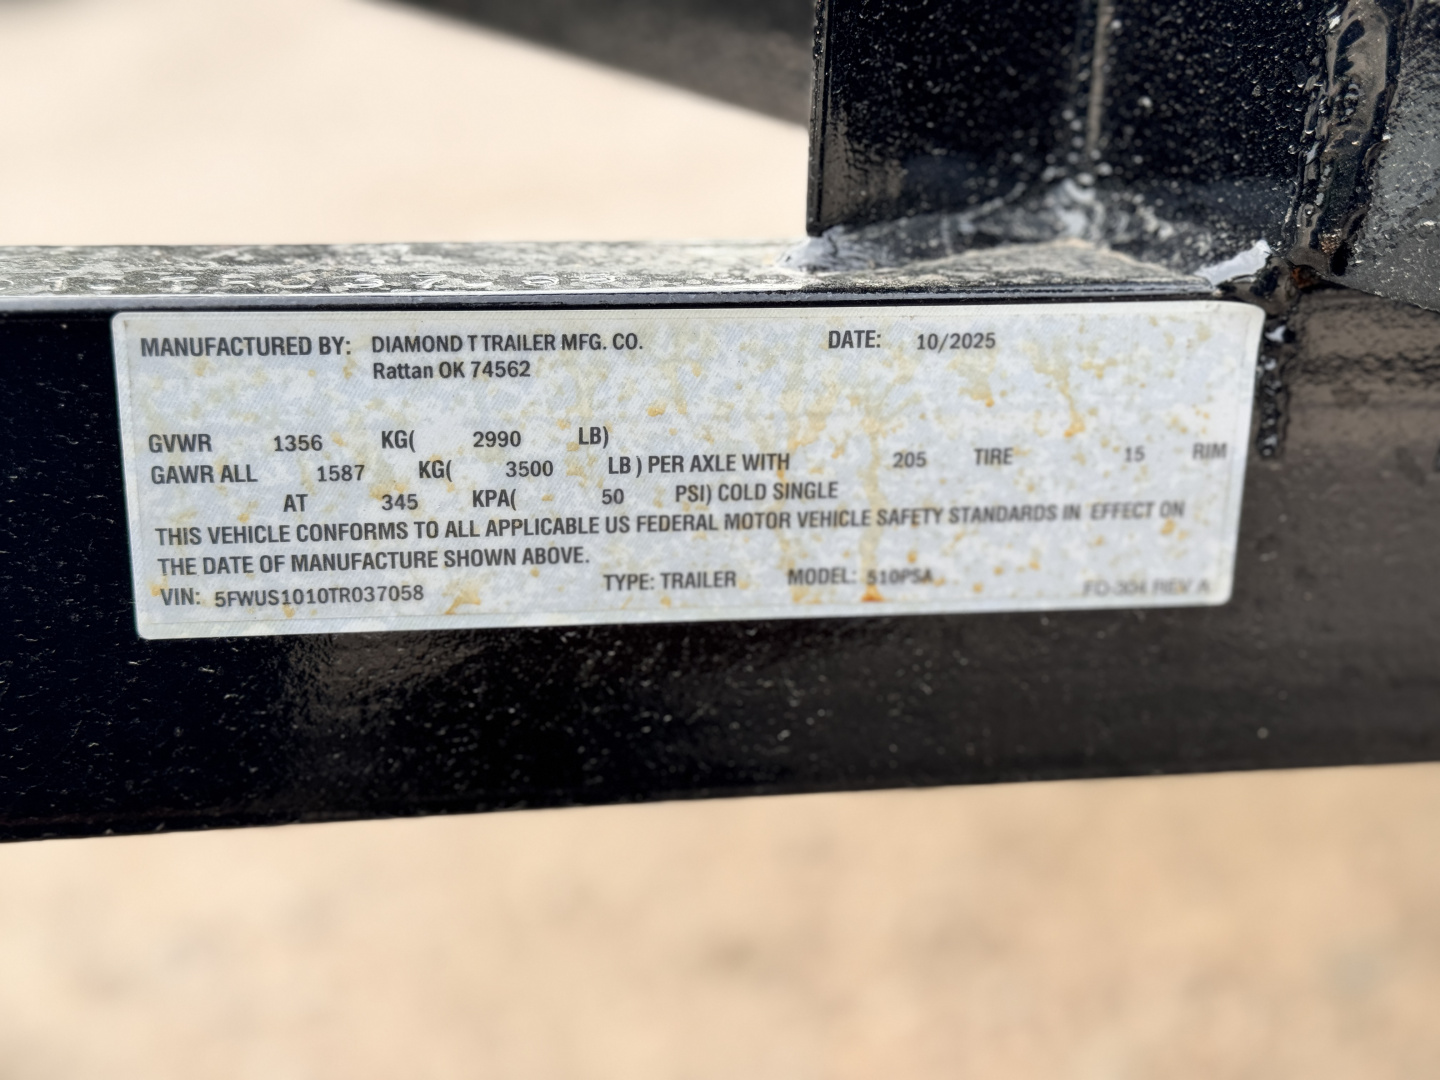 MANUFACTURED BY: DIAMOND T TRAILER MFG. CO. DATE: 10/2025
Rattan OK 74562
GVWR 1356 KG( 2990 LB)
GAWR ALL 1587 KG( 3500 LB ) PER AXLE WITH 205 TIRE 15 RIM
AT 345 KPA( 50 PSI) COLD SINGLE
THIS VEHICLE CONFORMS TO ALL APPLICABLE US FEDERAL MOTOR VEHICLE SAFETY STANDARDS IN EFFECT ON
THE DATE OF MANUFACTURE SHOWN ABOVE.
VIN: 5FWUS1010TR037058 TYPE: TRAILER MODEL: 510PSA
REV A